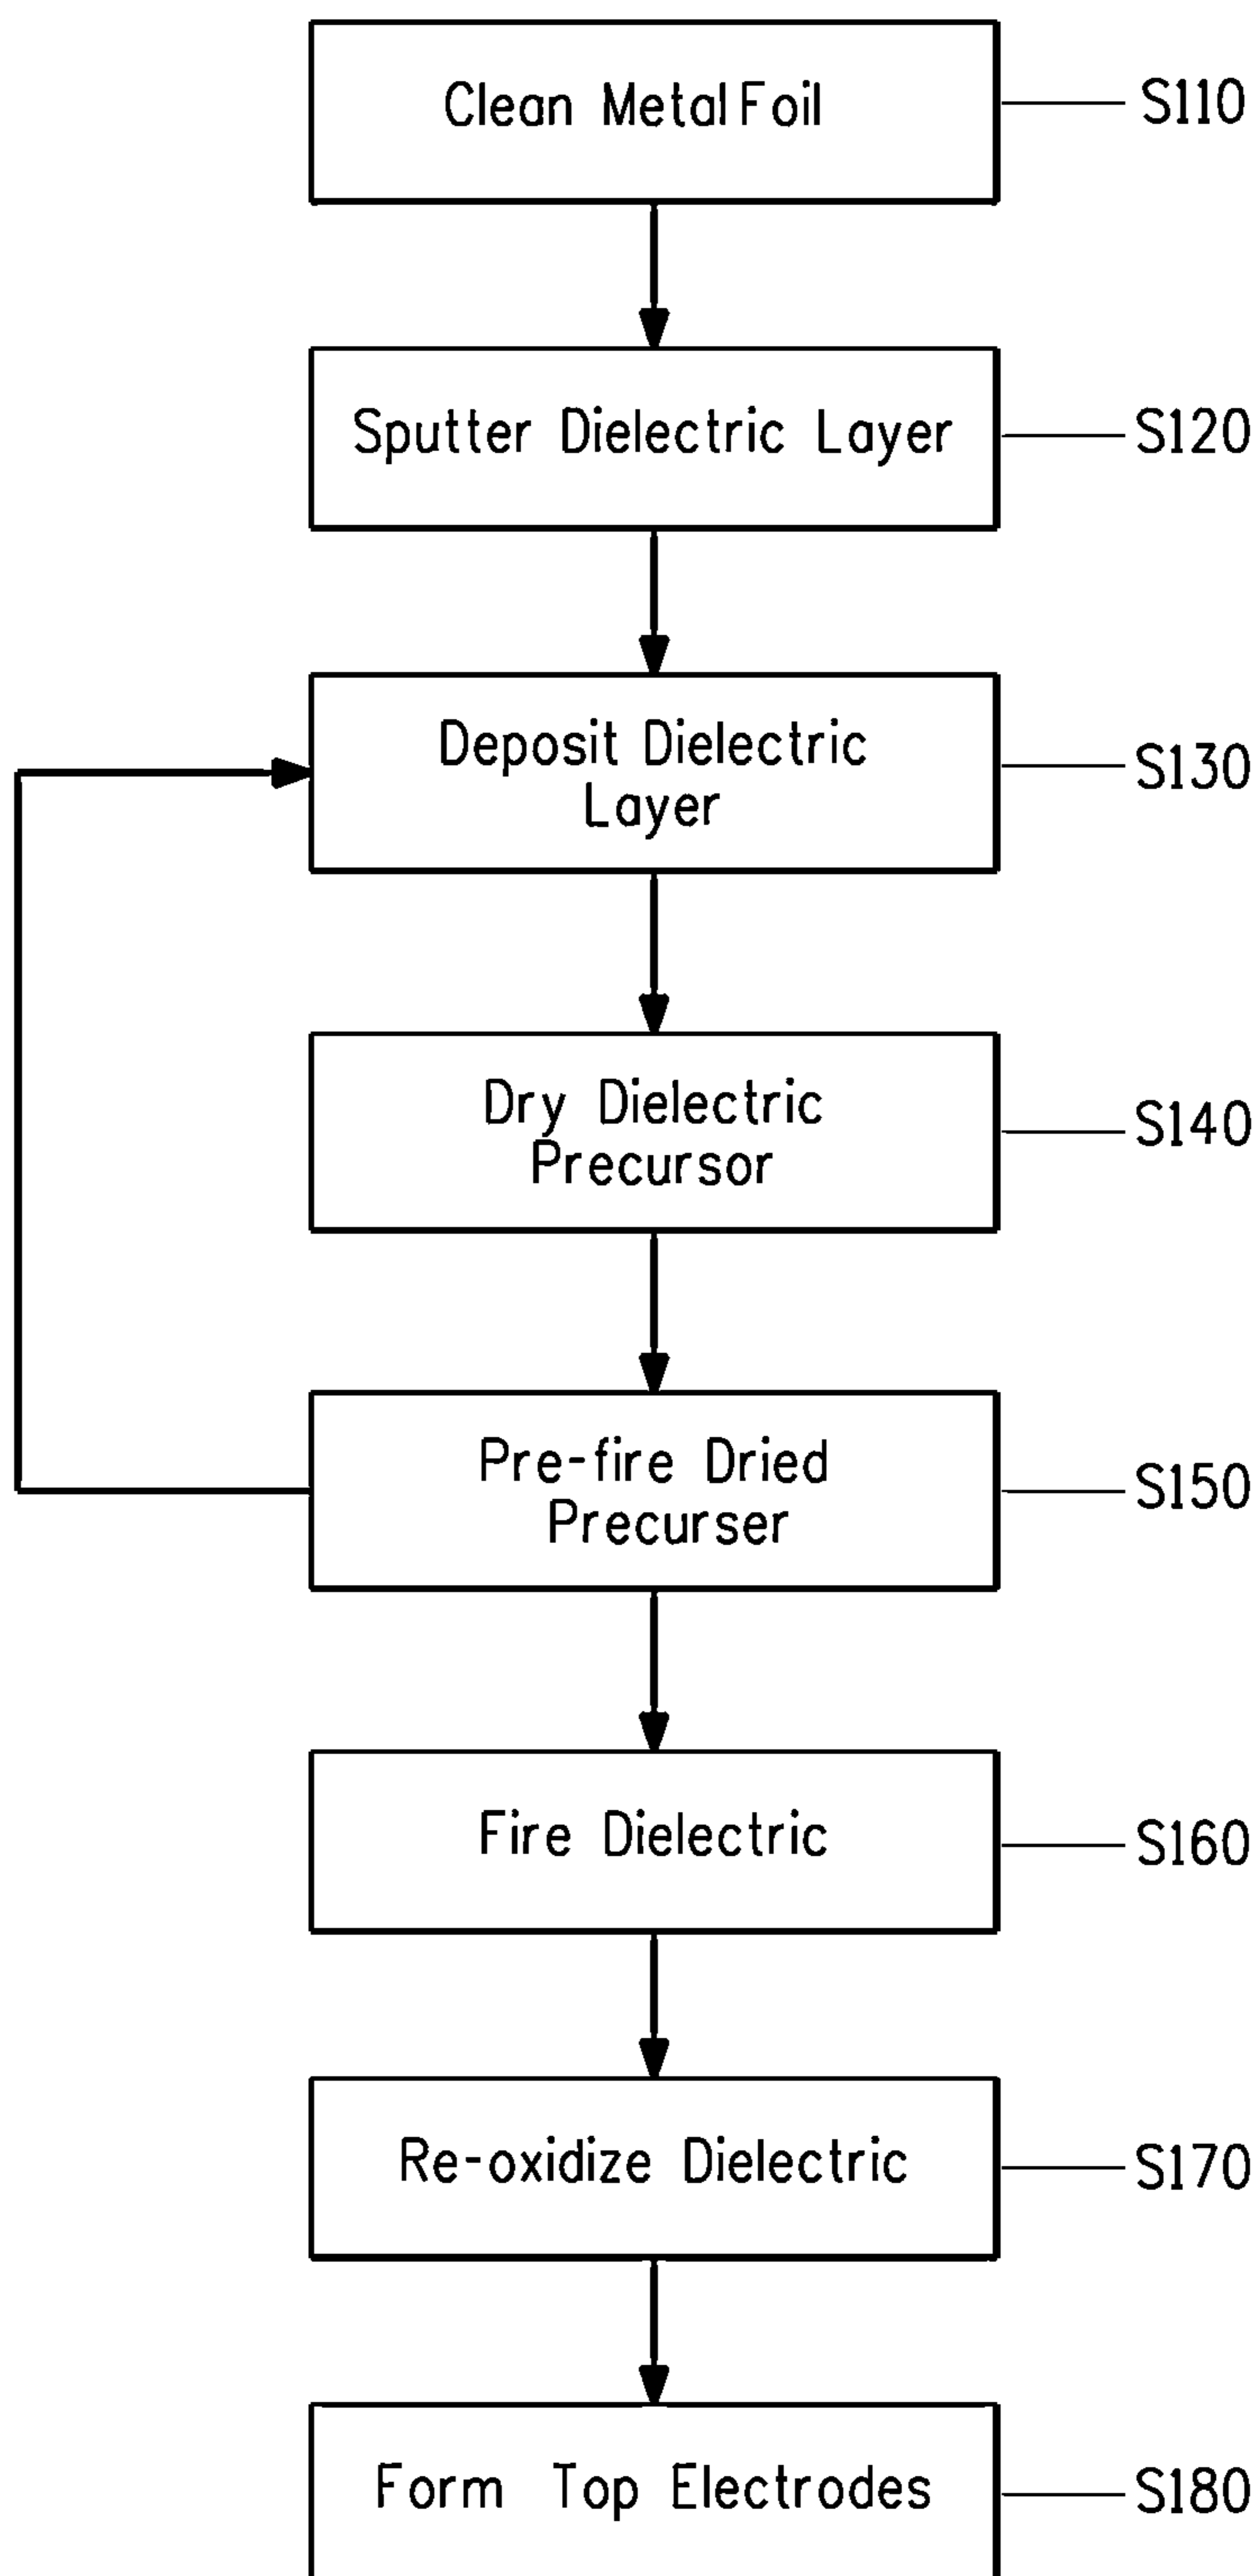 Clean Metal Foil
S110
Sputter Dielectric Layer
S120
Deposit Dielectric
Layer
S130
Dry Dielectric
Precursor
S140
Pre-fire Dried
Precurser
S150
Fire Dielectric
S160
Re-oxidize Dielectric
S170
Form Top Electrodes
S180